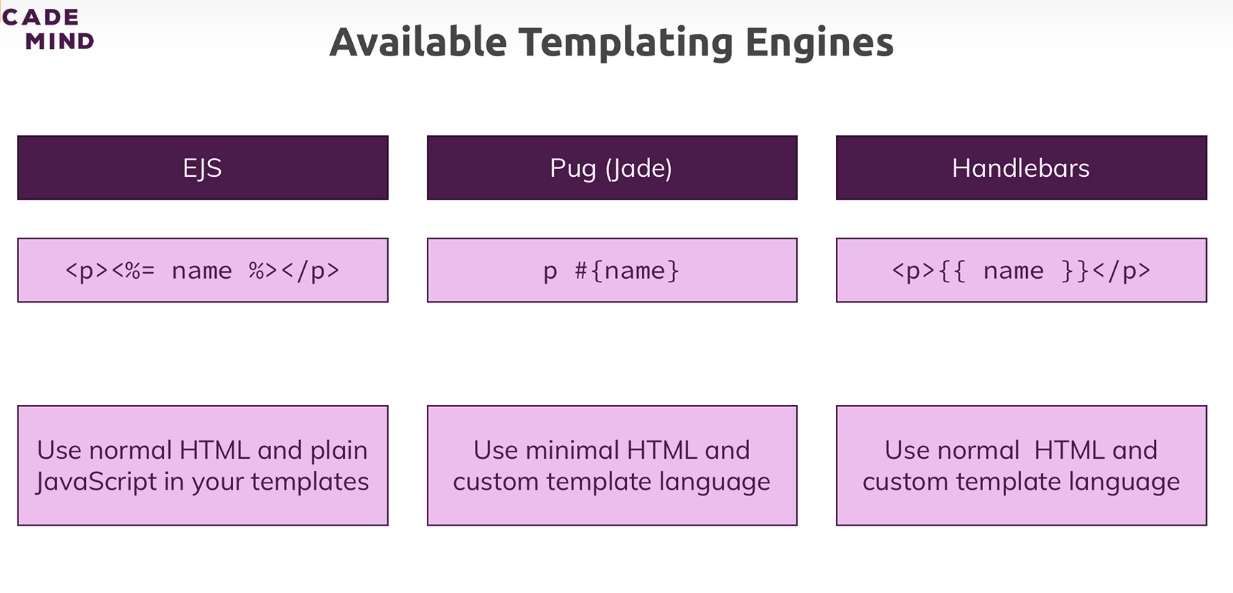 CADE
MIND
Available Templating Engines
EJS
Pug (Jade)
Handlebars
<p><%= name %></p>
p #{name}
<p>{{ name }}</p>
Use normal HTML and plain
JavaScript in your templates
Use minimal HTML and
custom template language
Use normal  HTML and
custom template language